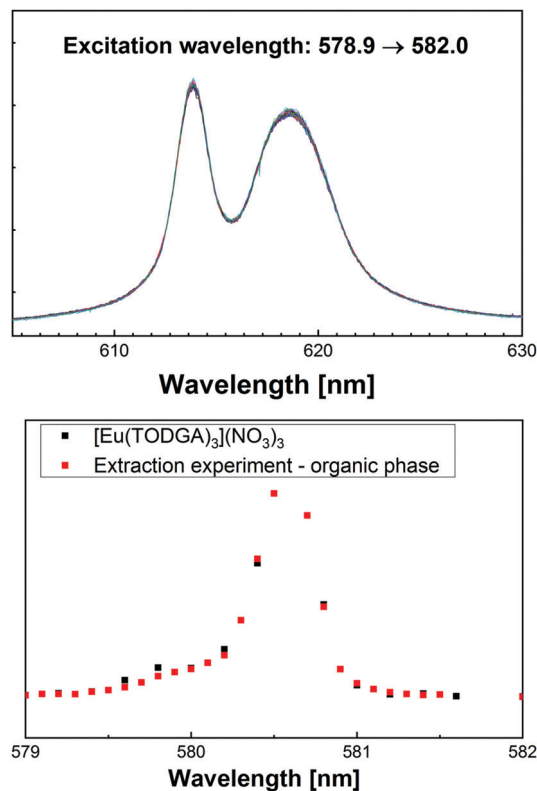 Excitation wavelength: 578.9 → 582.0
610 620 630
Wavelength [nm]
[Eu(TODGA)₃](NO₃)₃
Extraction experiment - organic phase
579 580 581 582
Wavelength [nm]